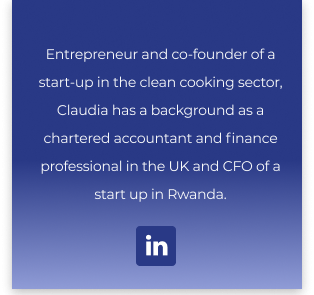 Entrepreneur and co-founder of a
start-up in the clean cooking sector,
Claudia has a background as a
chartered accountant and finance
professional in the UK and CFO of a
start up in Rwanda.
in